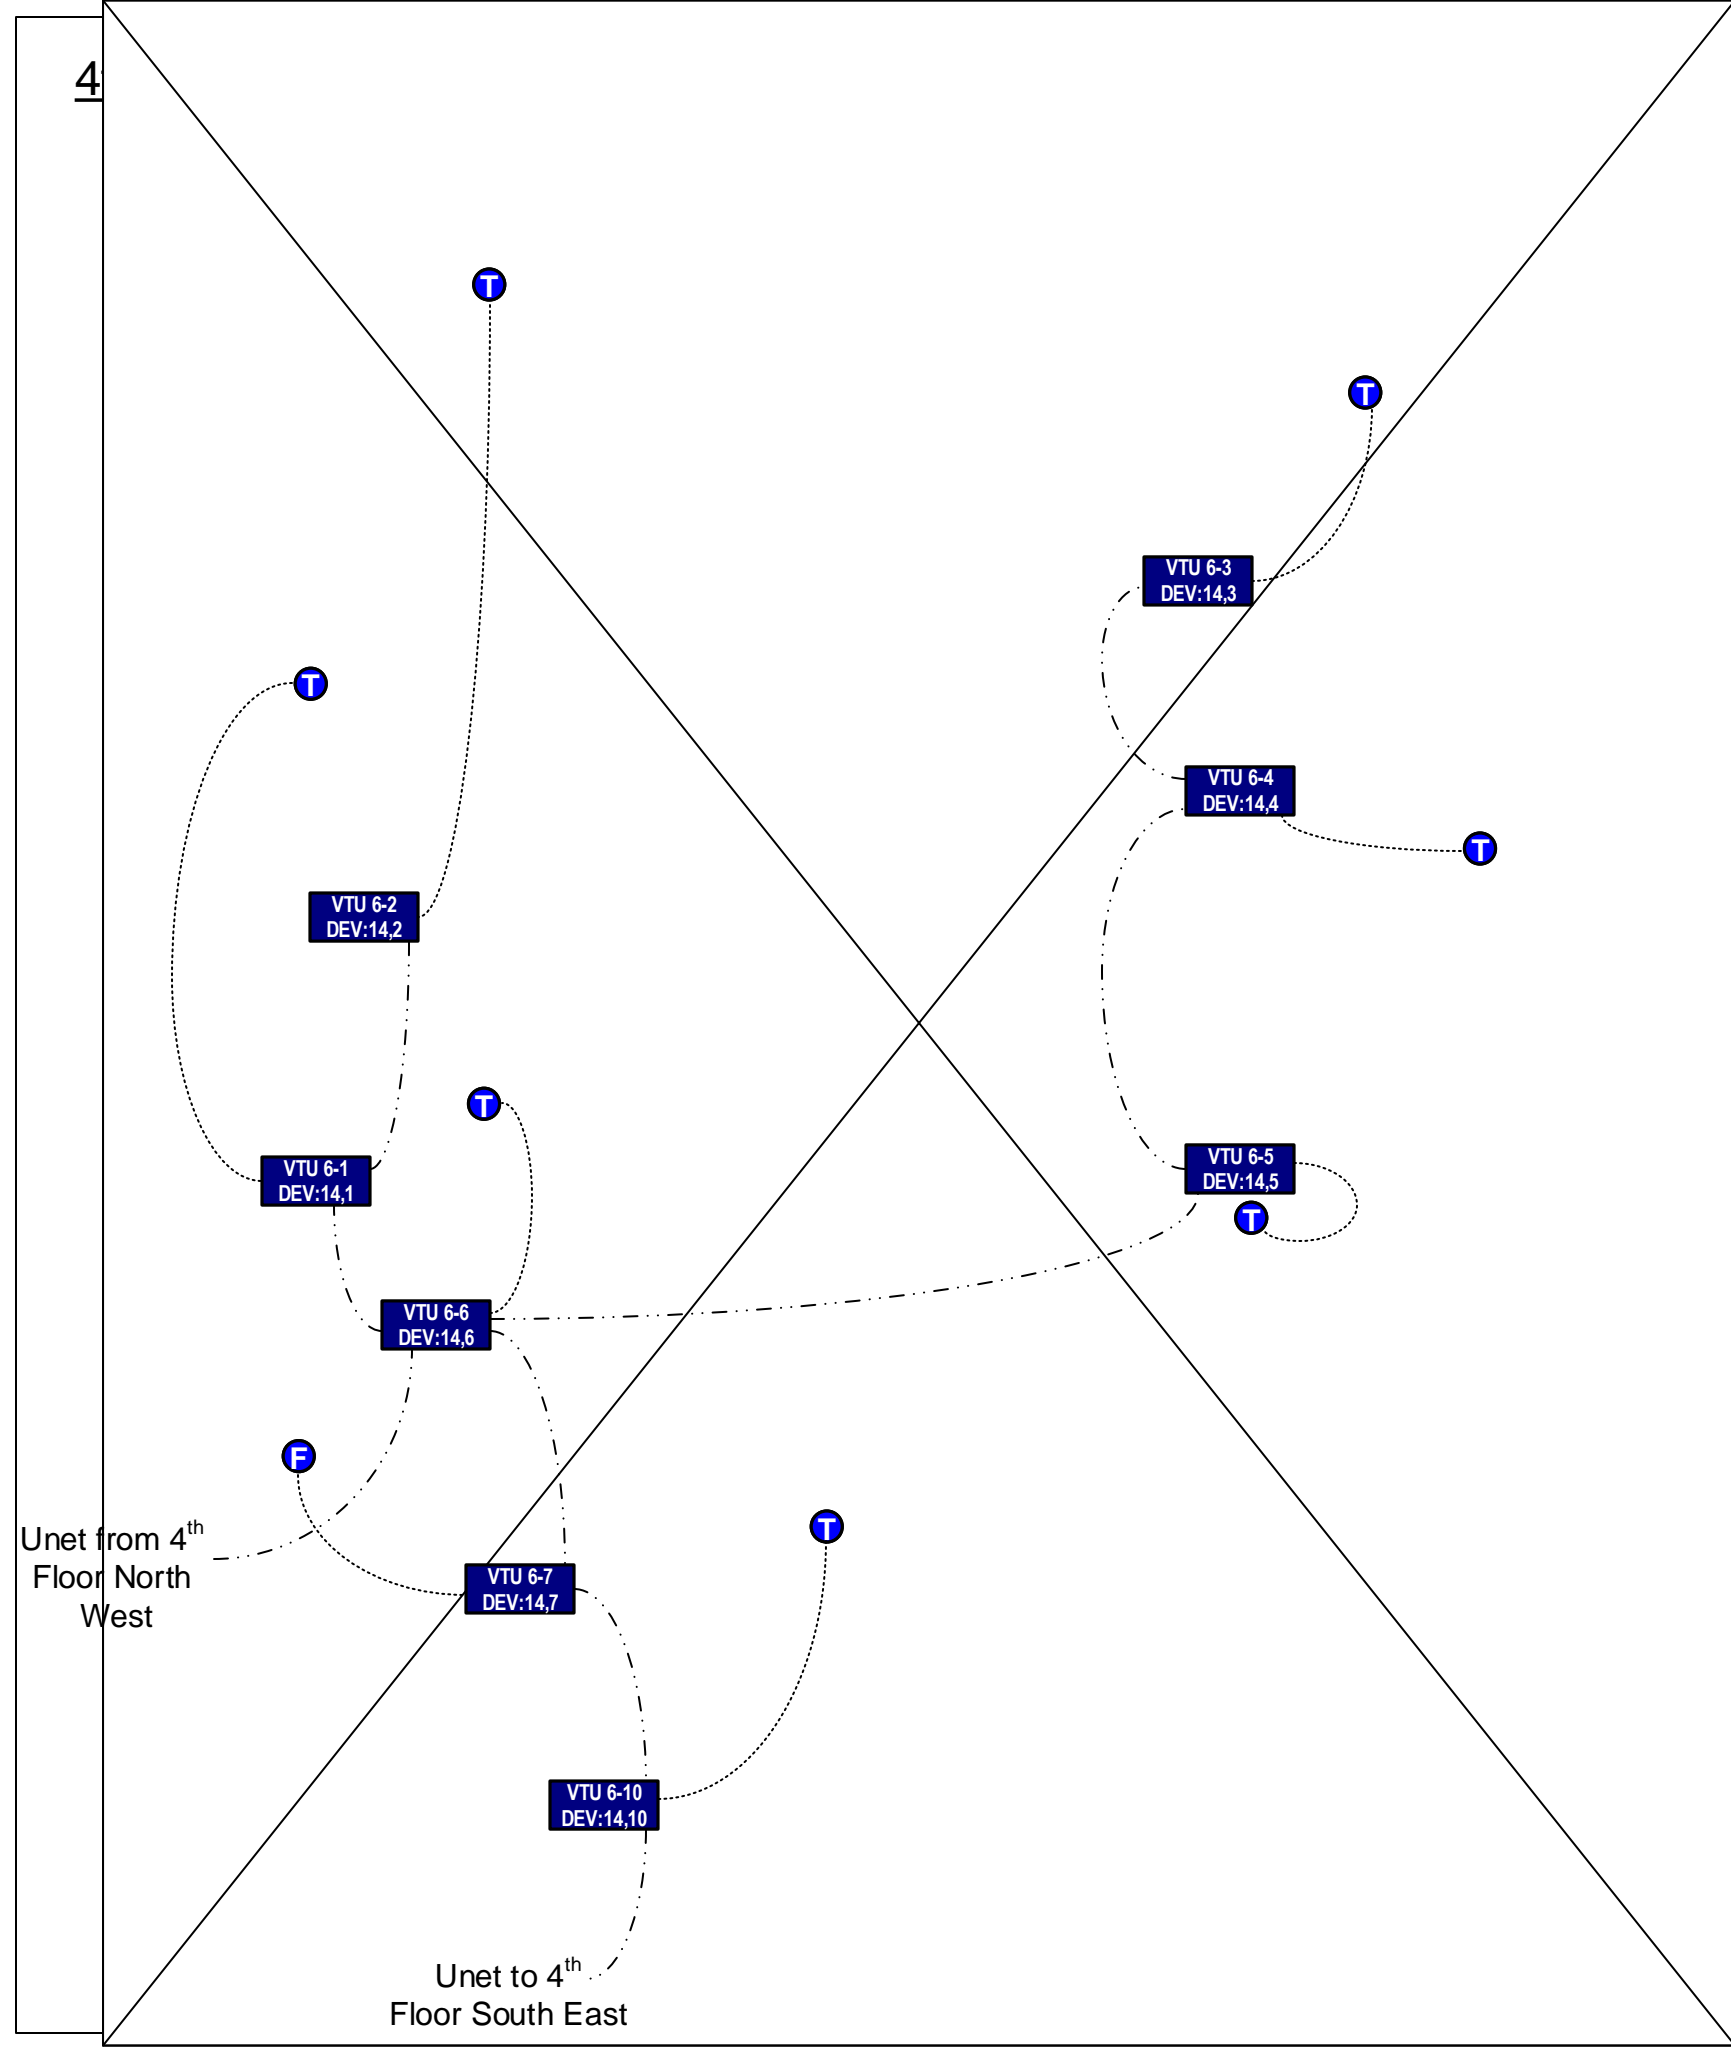 4
T
T
VTU 6-3
DEV:14,3
T
VTU 6-4
DEV:14,4
T
VTU 6-2
DEV:14,2
T
VTU 6-1
DEV:14,1
VTU 6-5
DEV:14,5
T
VTU 6-6
DEV:14,6
F
Unet from 4th
Floor North
West
T
VTU 6-7
DEV:14,7
VTU 6-10
DEV:14,10
Unet to 4th
Floor South East